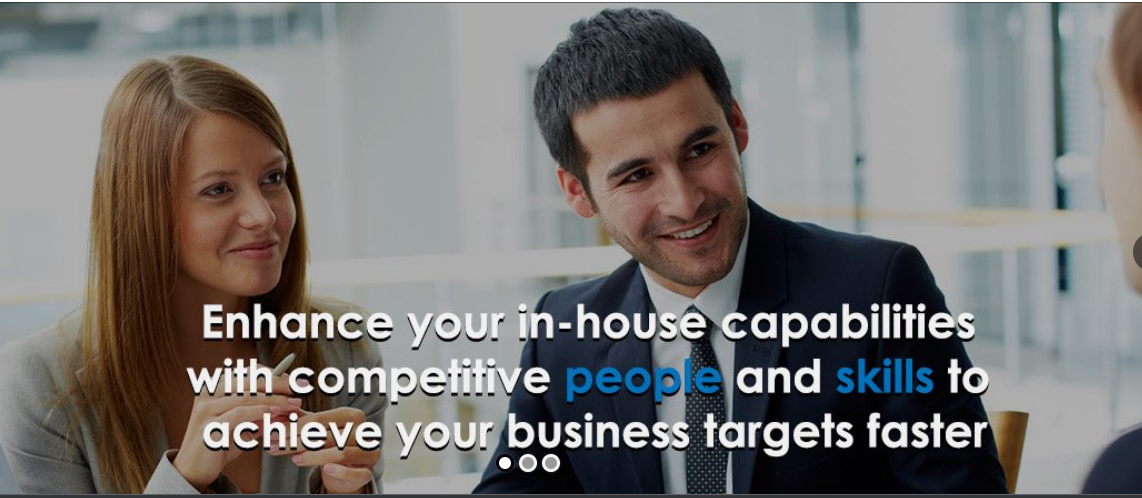 Enhance your in-house capabilities
with competitive people and skills to
achieve your business targets faster